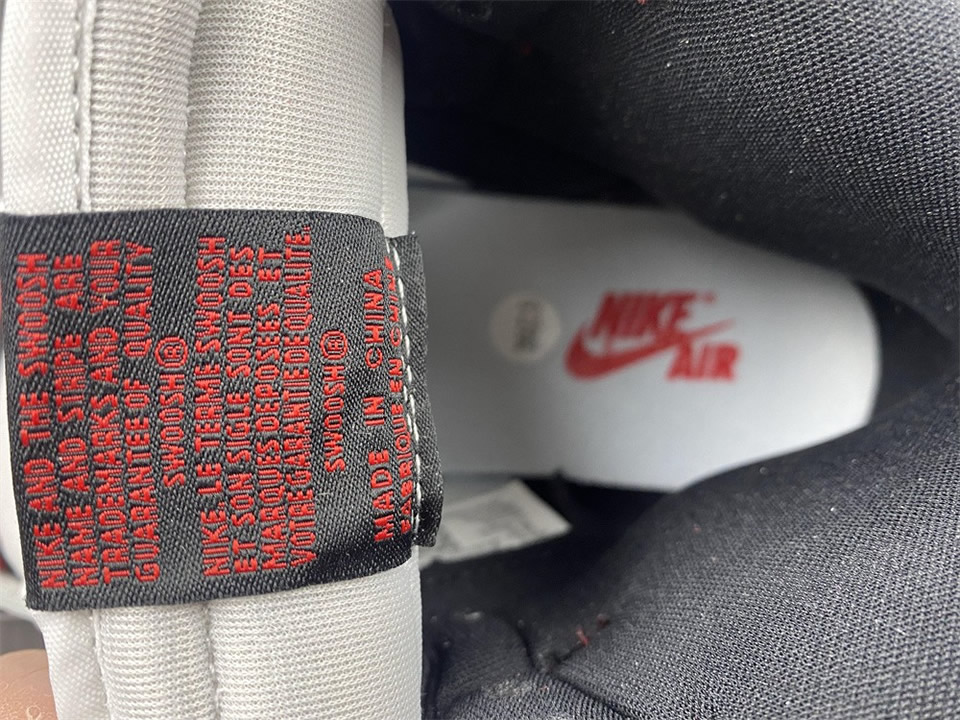 NIKE AND THE SWOOSH
NAME AND STRIPE ARE
TRADEMARKS AND YOUR
GUARANTEE OF QUALITY
SWOOSH®
NIKE. LE TERME SWOOSH
ET SON SIGLE SONT DES
MARQUES DEPOSEES ET
VOTRE GARANTIE DE QUALITE.
SWOOSH®
MADE IN CHINA
FABRIQUE EN
NIKE
AIR